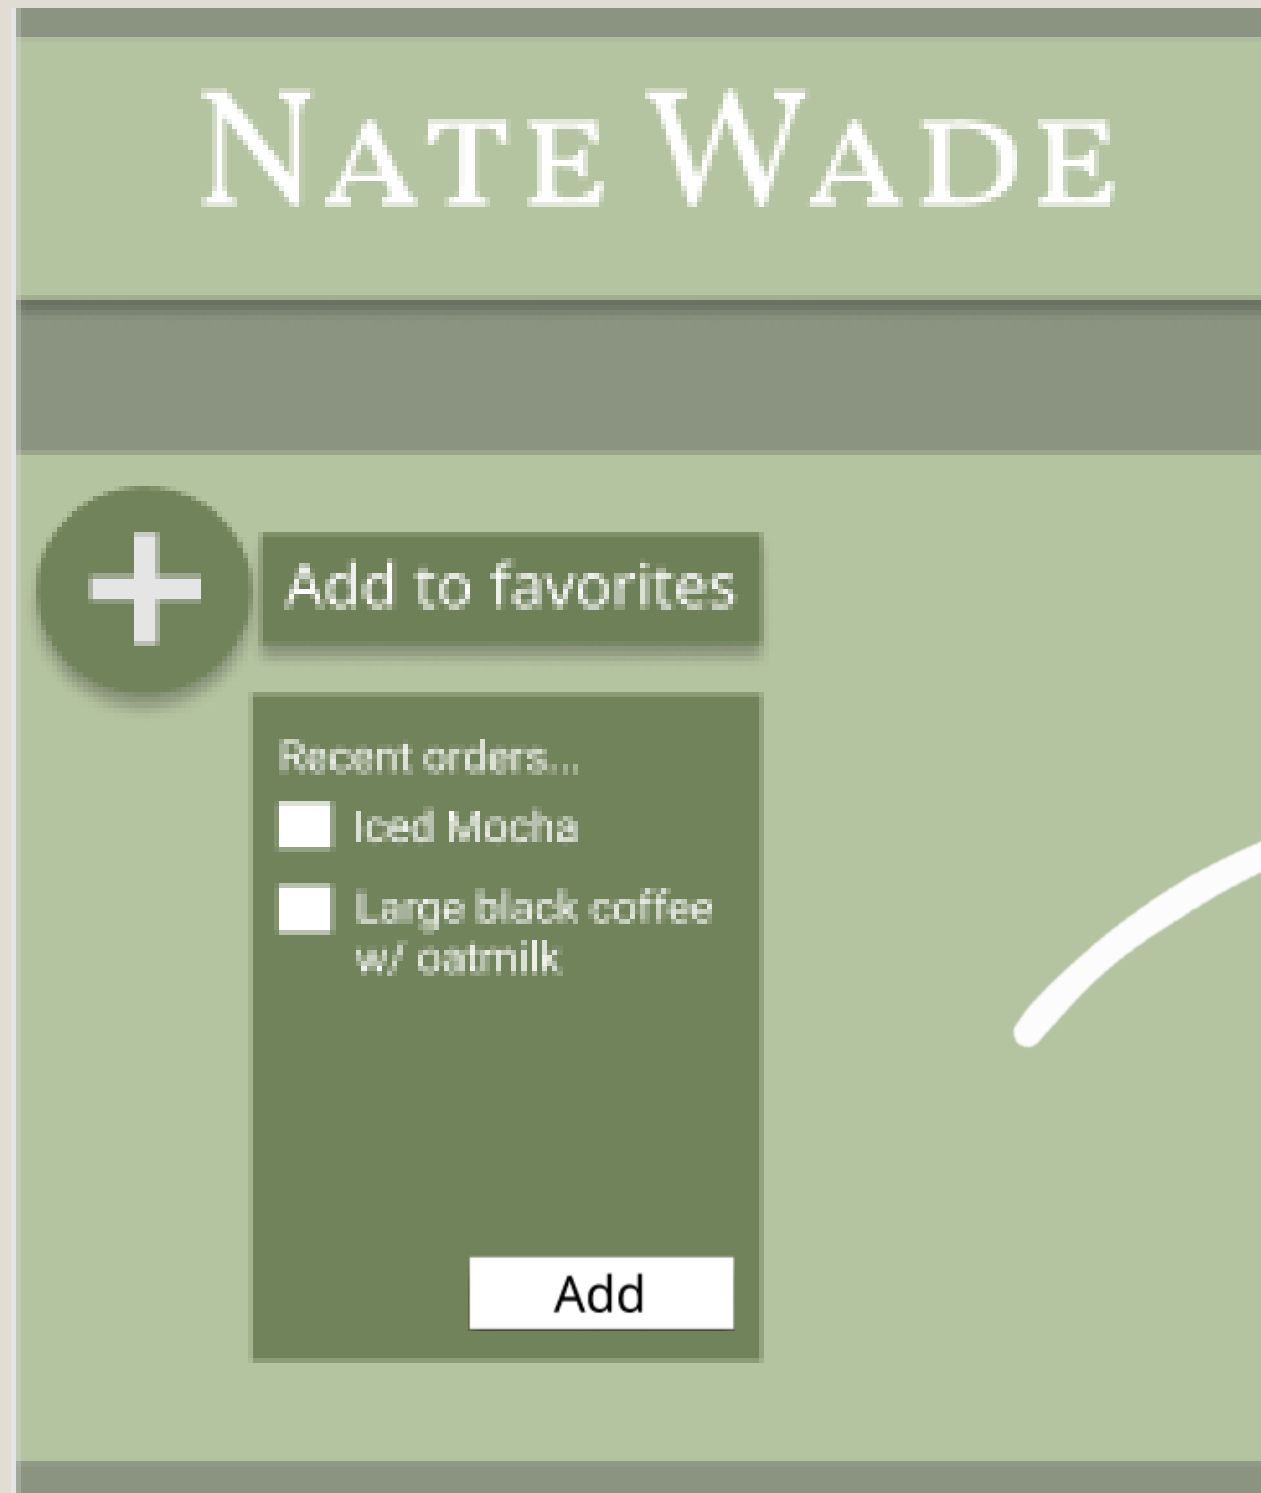 NATE WADE
Add to favorites
Recent orders...
Iced Mocha
Large black coffee
w/ oatmilk
Add